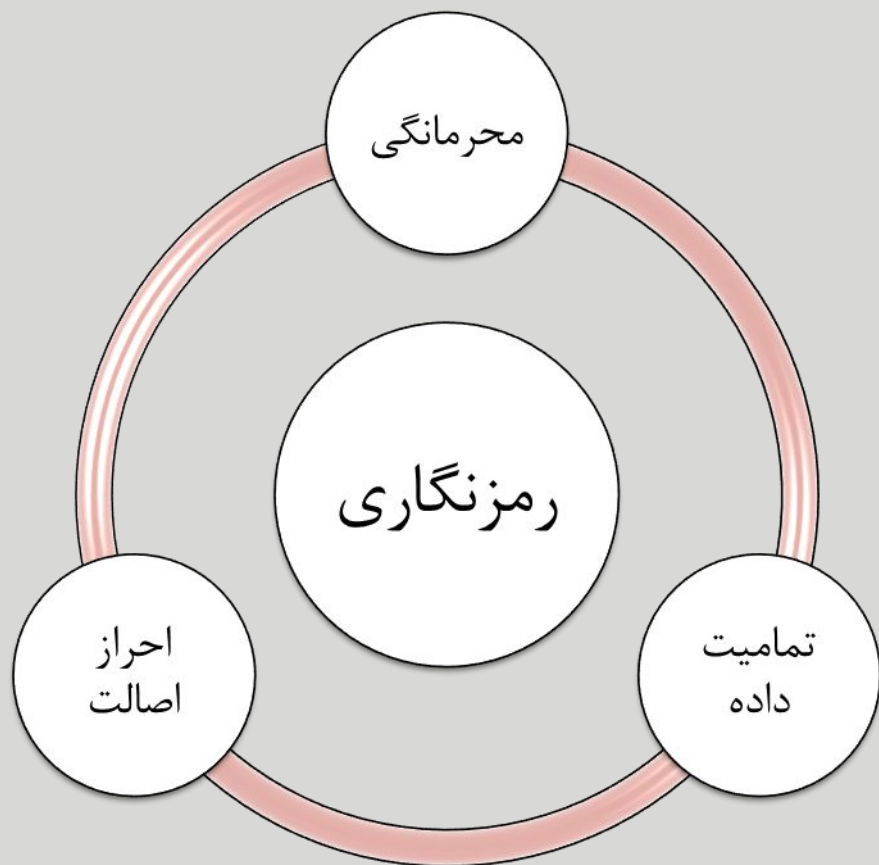 محرمانگی
رمزنگاری
تمامیت
داده
احراز
اصالت